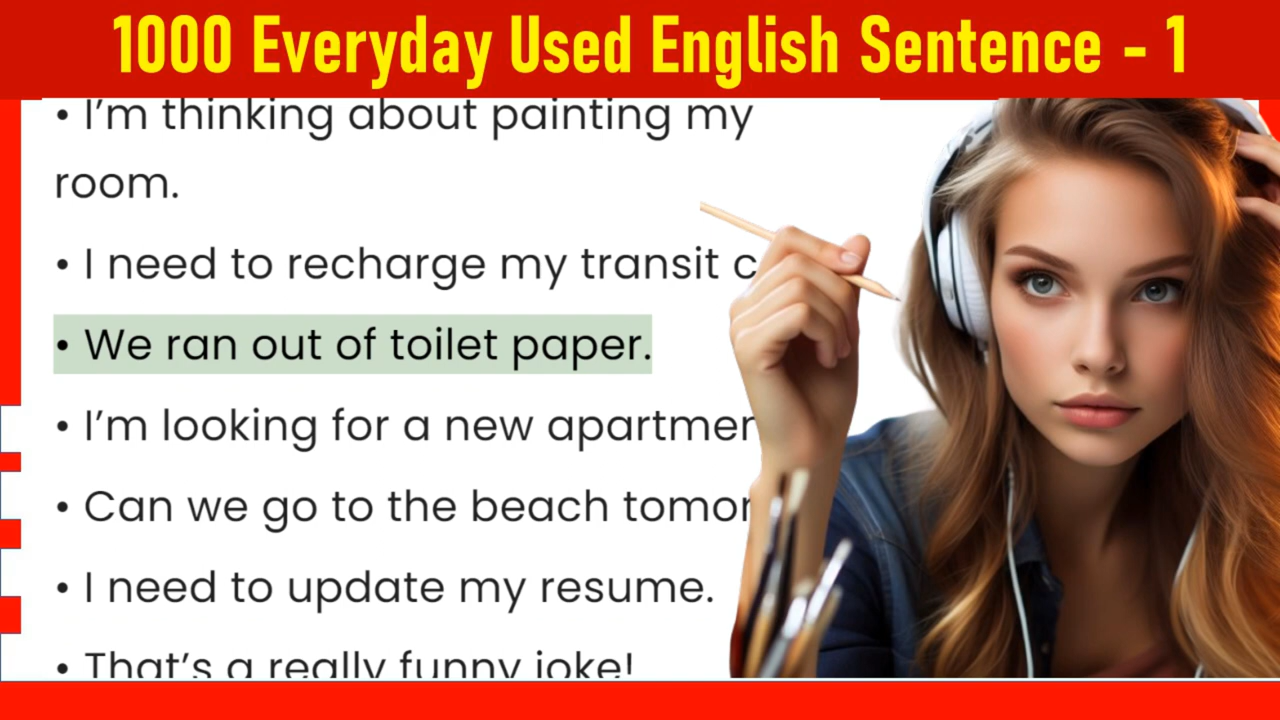 1000 Everyday Used English Sentence - 1
• I'm thinking about painting my
room.
• I need to recharge my transit c
• We ran out of toilet paper.
• I'm looking for a new apartmen
• Can we go to the beach tomor
• I need to update my resume.
• That's a really funny joke!